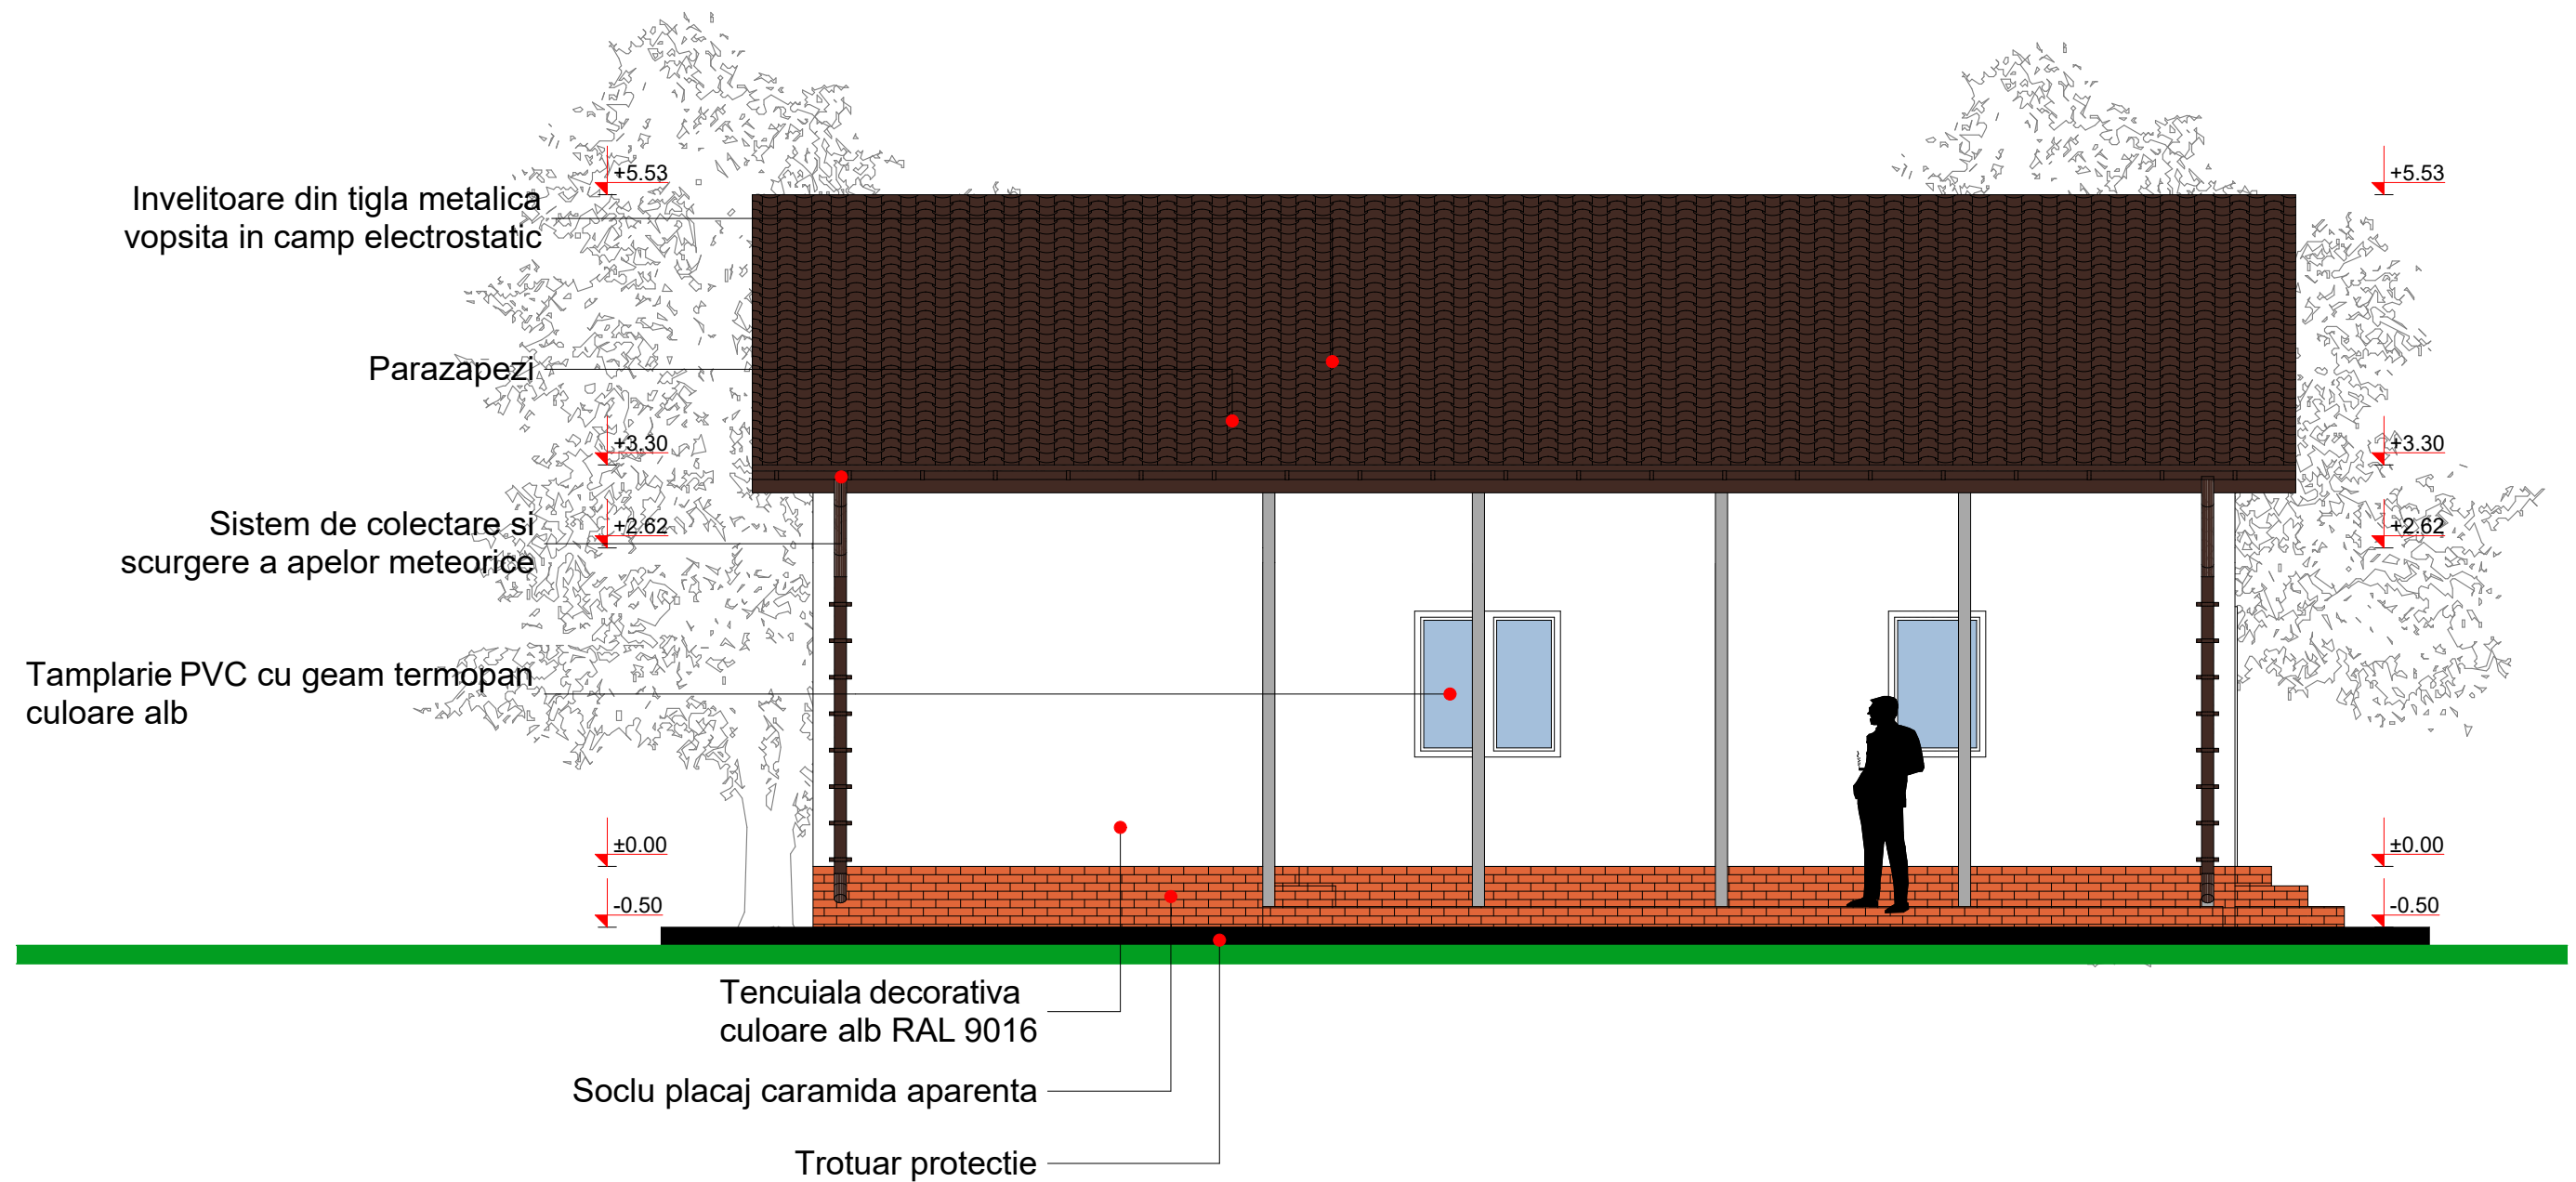 +5.53
+5.53
Invelitoare din tigla metalica
vopsita in camp electrostatic
Parazapezi
+3.30
+3.30
Sistem de colectare si
scurgere a apelor meteorice
+2.62
+2.62
Tamplarie PVC cu geam termopan
culoare alb
±0.00
±0.00
-0.50
-0.50
Tencuiala decorativa
culoare alb RAL 9016
Soclu placaj caramida aparenta
Trotuar protectie